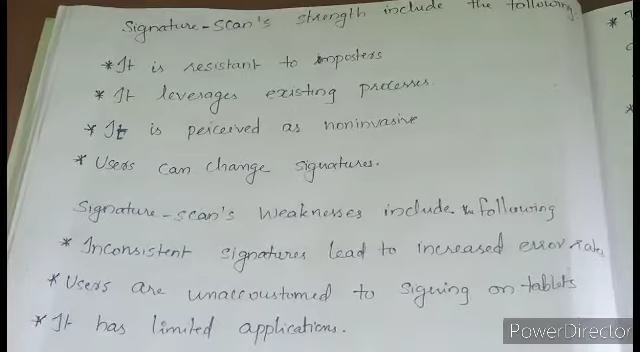 Signature-scan's strength include the following
* It is resistant to imposters
* It leverages existing processes.
* It is perceived as noninvasive
* Users can change signatures.
Signature-scan's Weaknesses include the following
* Inconsistent signatures lead to increased error rates
* Users are unaccoustomed to signing on tablets
* It has limited applications.
PowerDirector